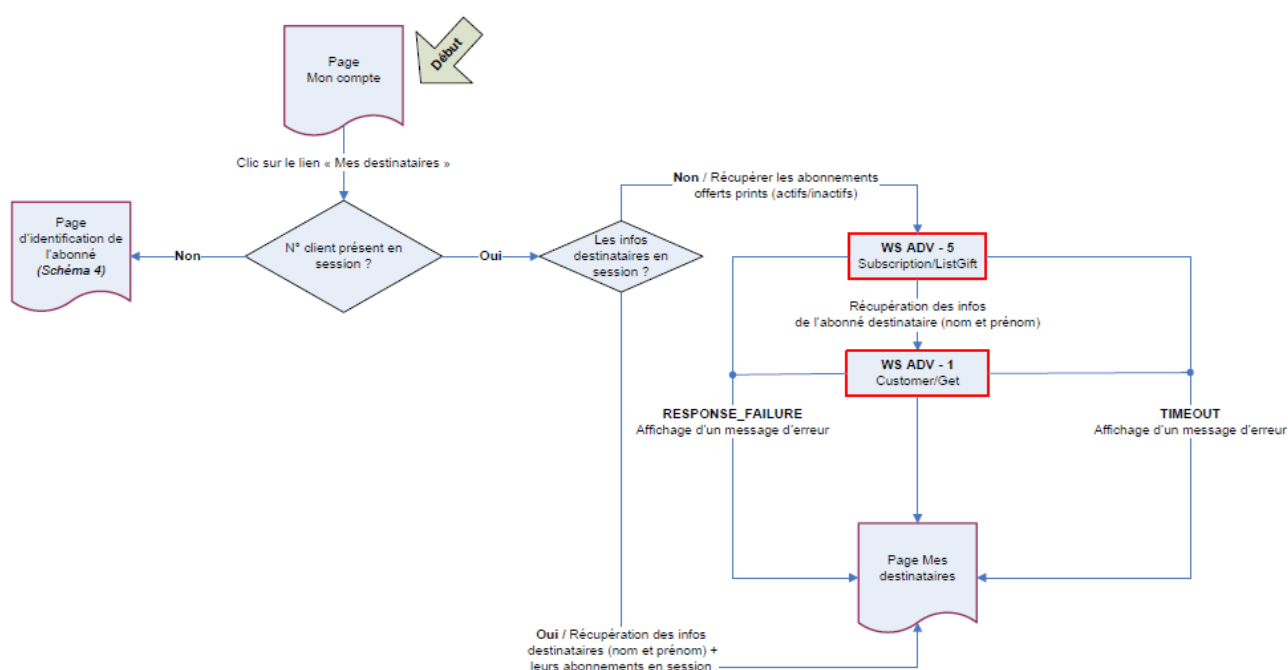 Début
Page
Mon compte
Clic sur le lien « Mes destinataires »
Non / Récupérer les abonnements
offerts prints (actifs/inactifs)
Page
d'identification de
l'abonné
(Schéma 4)
Non
N° client présent en
session ?
Oui
Les infos
destinataires en
session ?
WS ADV - 5
Subscription/ListGift
Récupération des infos
de l'abonné destinataire (nom et prénom)
WS ADV - 1
Customer/Get
RESPONSE_FAILURE
Affichage d'un message d'erreur
TIMEOUT
Affichage d'un message d'erreur
Page Mes
destinataires
Oui / Récupération des infos
destinataires (nom et prénom) +
leurs abonnements en session